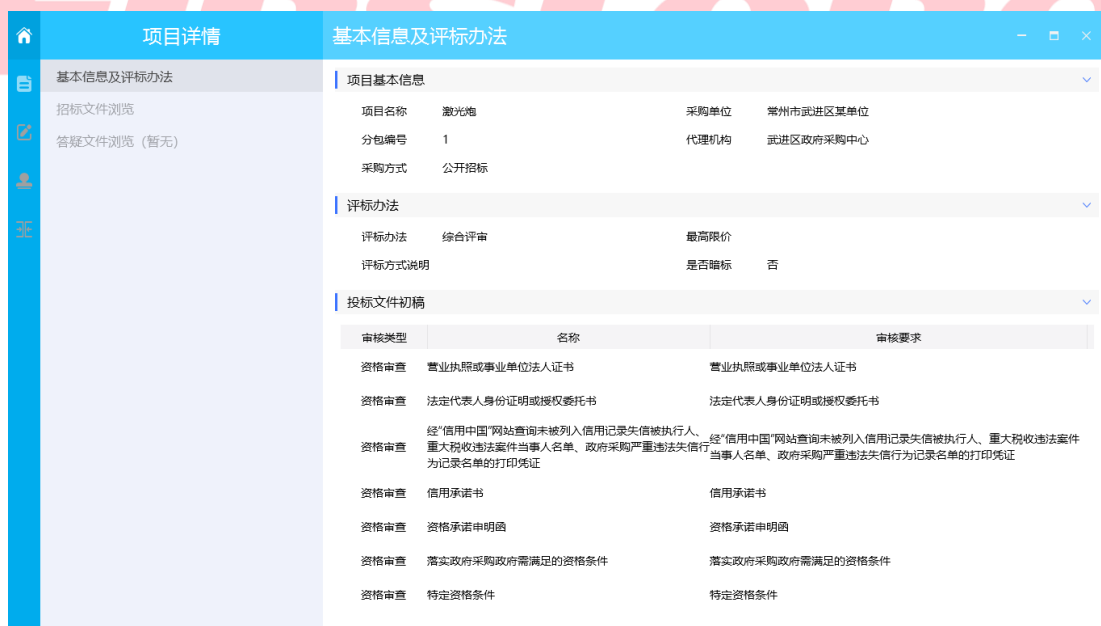 项目详情
基本信息及评标办法
基本信息及评标办法
招标文件浏览
答疑文件浏览（暂无）
项目基本信息
项目名称 激光炮 采购单位 常州市武进区某单位
分包编号 1 代理机构 武进区政府采购中心
采购方式 公开招标
评标办法
评标办法 综合评审 最高限价
评标方式说明 是否暗标 否
投标文件初稿
审核类型 名称 审核要求
资格审查 营业执照或事业单位法人证书 营业执照或事业单位法人证书
资格审查 法定代表人身份证明或授权委托书 法定代表人身份证明或授权委托书
资格审查
经“信用中国”网站查询未被列入信用记录失信被执行人、
重大税收违法案件当事人名单、政府采购严重违法失信行
为记录名单的打印凭证
经“信用中国”网站查询未被列入信用记录失信被执行人、重大税收违法案件
当事人名单、政府采购严重违法失信行为记录名单的打印凭证
资格审查 信用承诺书 信用承诺书
资格审查 资格承诺申明函 资格承诺申明函
资格审查 落实政府采购政府需满足的资格条件 落实政府采购政府需满足的资格条件
资格审查 特定资格条件 特定资格条件